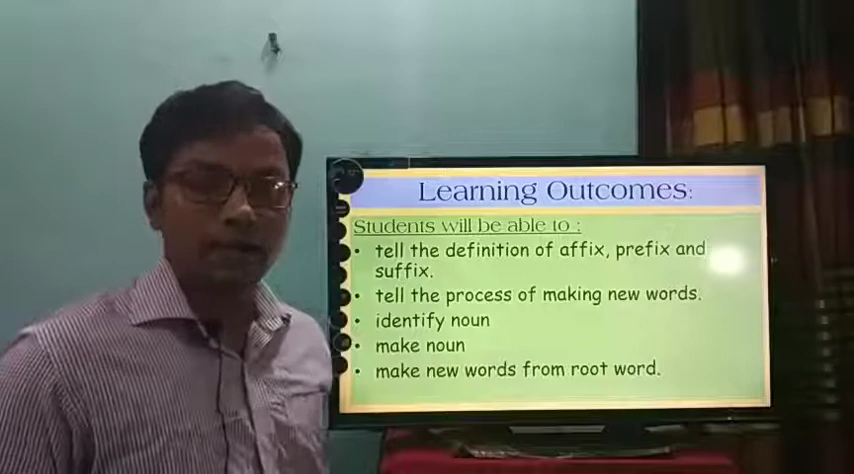 Learning Outcomes:
Students will be able to :
• tell the definition of affix, prefix and
suffix.
• tell the process of making new words.
• identify noun
• make noun
• make new words from root word.